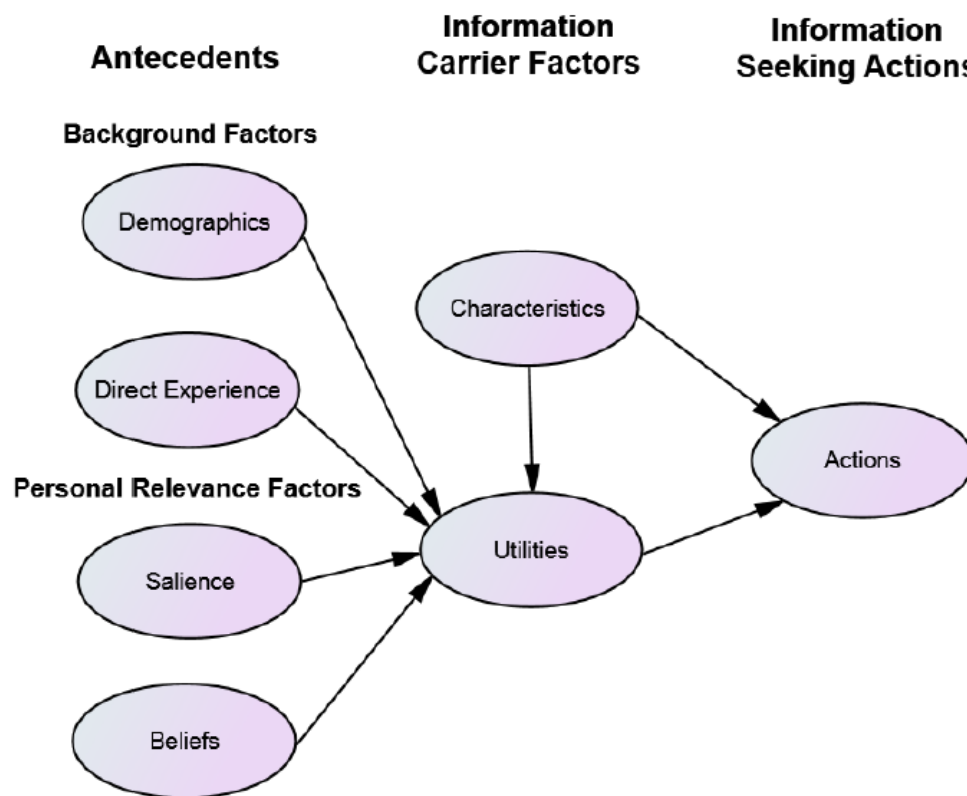 Antecedents
Information
Carrier Factors
Information
Seeking Actions
Background Factors
Demographics
Characteristics
Direct Experience
Actions
Personal Relevance Factors
Utilities
Salience
Beliefs